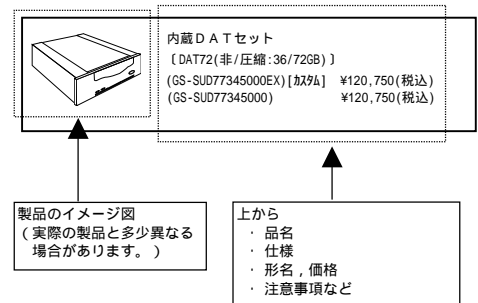 内蔵ＤＡＴセット
〔DAT72(非/圧縮:36/72GB)〕
(GS-SUD77345000EX)[ｶｽﾀﾑ] ¥120,750(税込)
(GS-SUD77345000) ¥120,750(税込)
製品のイメージ図
(実際の製品と多少異なる
場合があります。)
上から
・ 品名
・ 仕様
・ 形名，価格
・ 注意事項など